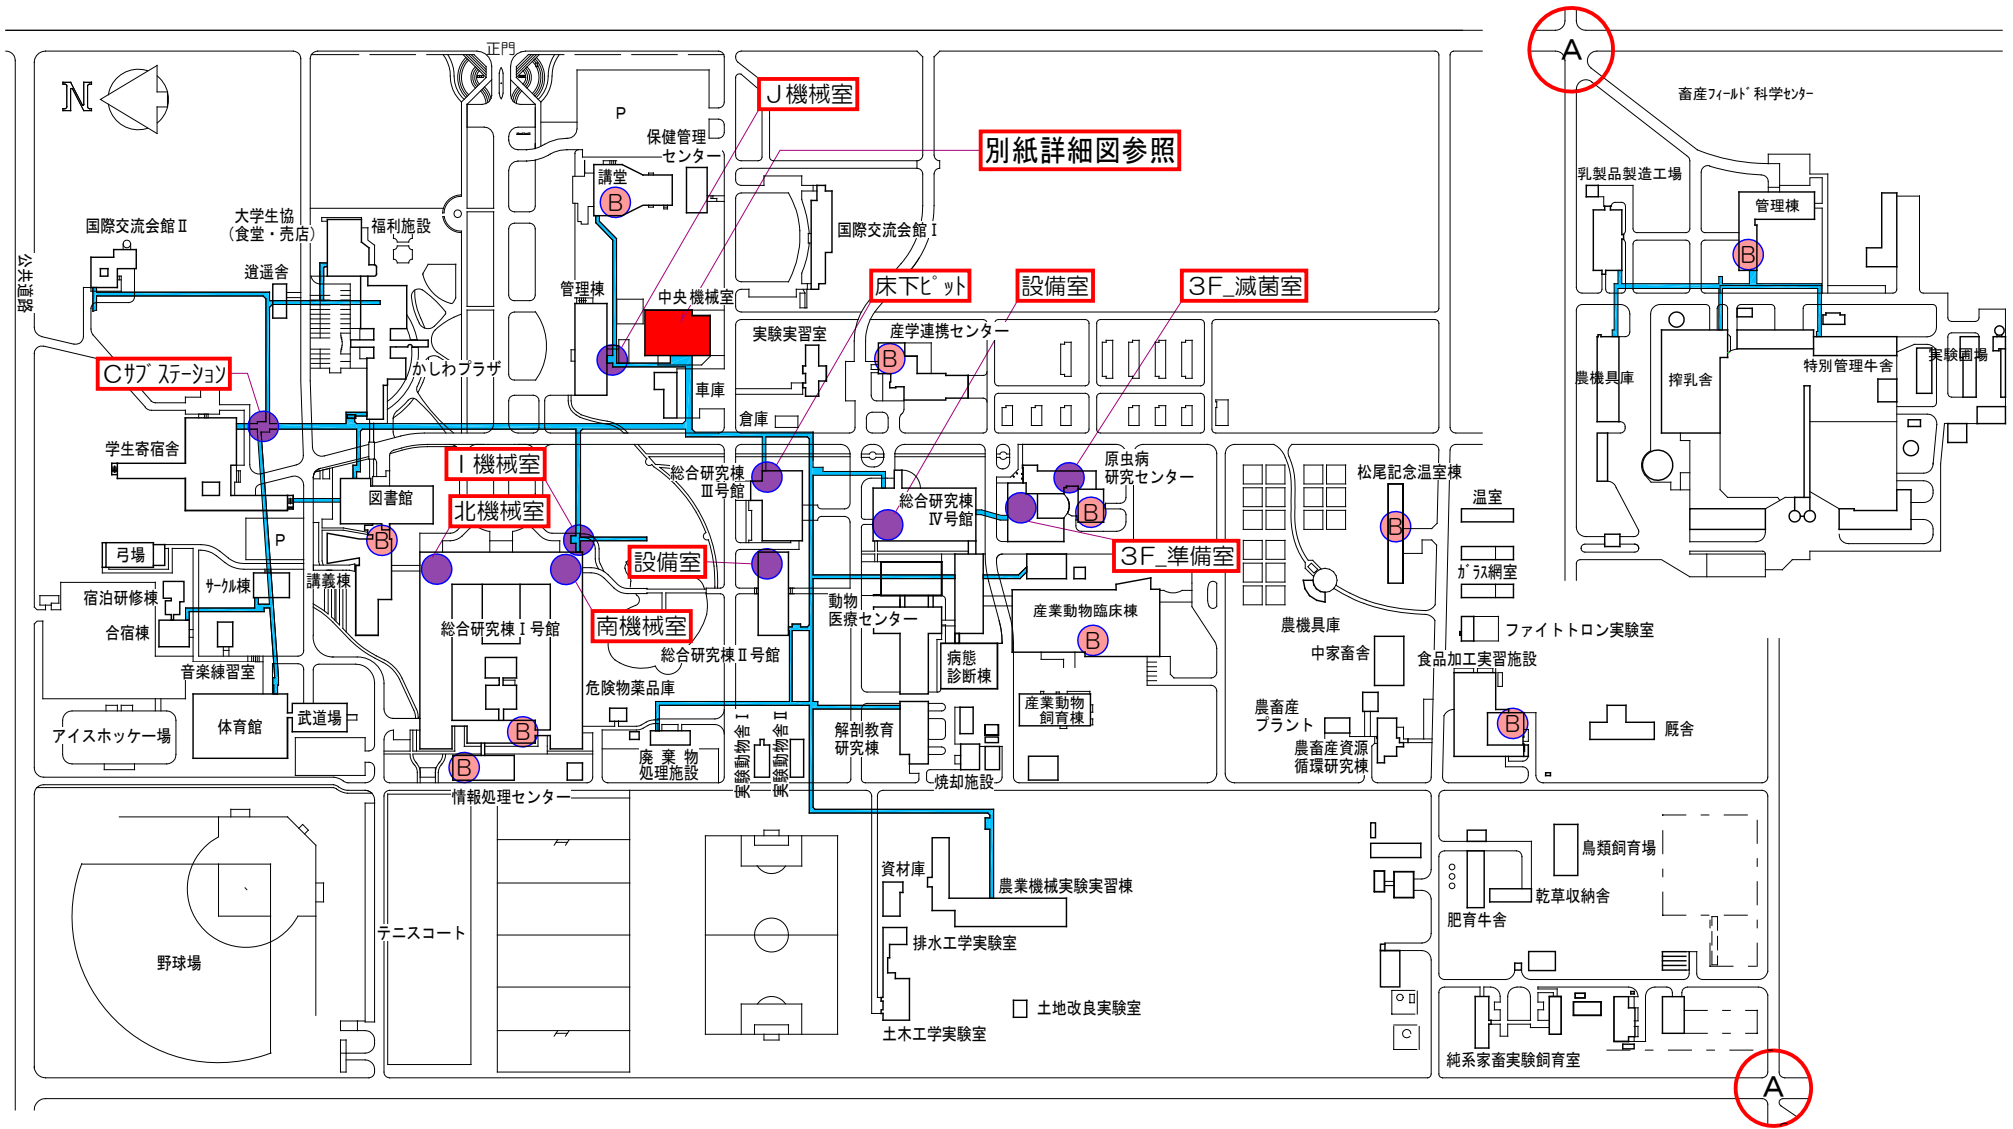 正門
A
N
J機械室
畜産フィールド科学センター
P
保健管理
センター
別紙詳細図参照
講堂
B
乳製品製造工場
管理棟
B
大学生協
（食堂・売店）
福利施設
国際交流会館Ⅱ
国際交流会館Ⅰ
公共道路
逍遥舎
管理棟
中央機械室
床下ピット
設備室
3F_滅菌室
実験実習室
産学連携センター
B
かしわプラザ
Cサブステーション
車庫
倉庫
農機具庫
搾乳舎
特別管理牛舎
実験圃場
学生寄宿舎
I機械室
総合研究棟
Ⅲ号館
原虫病
研究センター
松尾記念温室棟
図書館
北機械室
総合研究棟
Ⅳ号館
温室
B
B
B
P
弓場
設備室
3F_準備室
講義棟
サークル棟
ガラス網室
宿泊研修棟
動物
医療センター
産業動物臨床棟
B
合宿棟
総合研究棟Ⅰ号館
南機械室
農機具庫
ファイトトロン実験室
中家畜舎
食品加工実習施設
総合研究棟Ⅱ号館
病態
診断棟
音楽練習室
危険物薬品庫
農畜産
プラント
産業動物
飼育棟
体育館
武道場
アイスホッケー場
B
B
廃棄物
処理施設
実験動物舎Ⅰ
実験動物舎Ⅱ
解剖教育
研究棟
農畜産資源
循環研究棟
B
厩舎
焼却施設
情報処理センター
鳥類飼育場
資材庫
農業機械実験実習棟
乾草収納舎
肥育牛舎
テニスコート
排水工学実験室
野球場
土地改良実験室
土木工学実験室
純系家畜実験飼育室
A